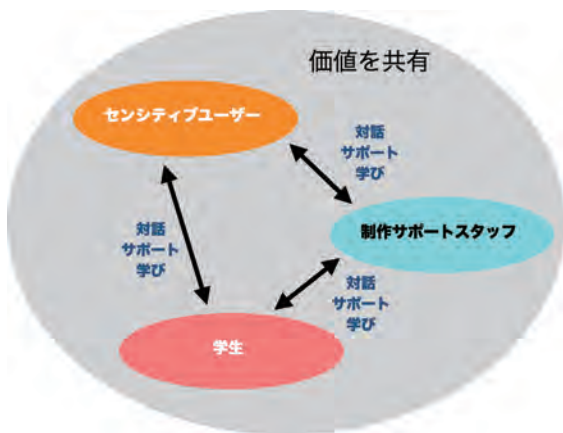 価値を共有
センシティブユーザー
対話
サポート
学び
対話
サポート
学び
制作サポートスタッフ
対話
サポート
学び
学生